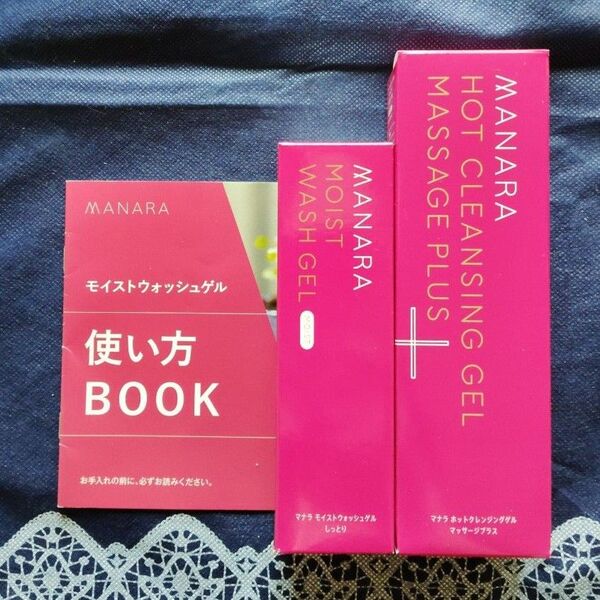 MANARA
モイストウォッシュゲル
使い方
BOOK
お手入れの前に、必ずお読みください。
MANARA
MOIST
WASH GEL
マナラ モイストウォッシュゲル
しっとり
MANARA
HOT CLEANSING GEL
MASSAGE PLUS
マナラ ホットクレンジングゲル
マッサージプラス